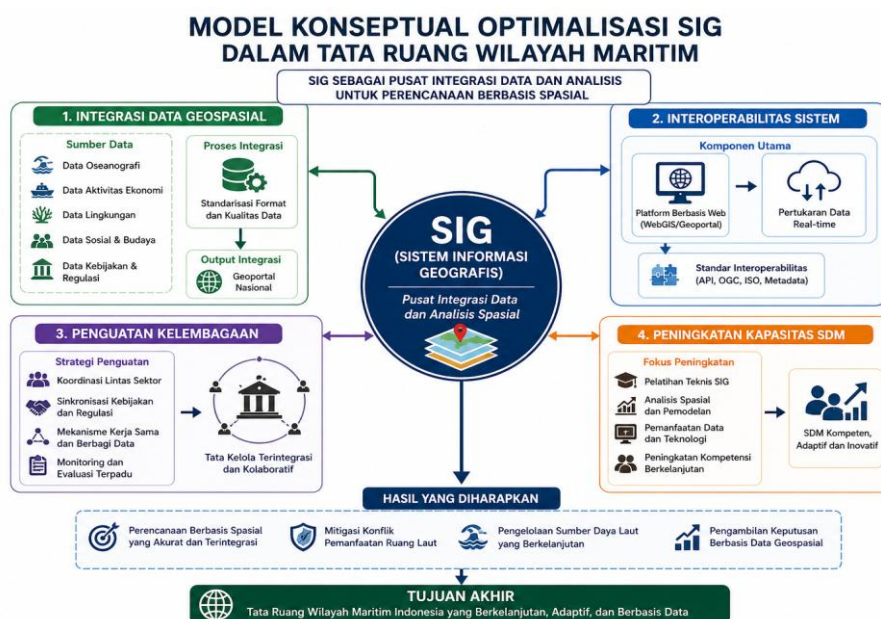 MODEL KONSEPTUAL OPTIMALISASI SIG
DALAM TATA RUANG WILAYAH MARITIM
SIG SEBAGAI PUSAT INTEGRASI DATA DAN ANALISIS
UNTUK PERENCANAAN BERBASIS SPASIAL
1. INTEGRASI DATA GEOSPASIAL
Sumber Data
Data Oseanografi
Data Aktivitas Ekonomi
Data Lingkungan
Data Sosial & Budaya
Data Kebijakan &
Regulasi
Proses Integrasi
Standarisasi Format
dan Kualitas Data
Output Integrasi
Geoportal
Nasional
2. INTEROPERABILITAS SISTEM
Komponen Utama
Platform Berbasis Web
(WebGIS/Geoportal)
Pertukaran Data
Real-time
Standar Interoperabilitas
(API, OGC, ISO, Metadata)
SIG
(SISTEM INFORMASI
GEOGRAFIS)
Pusat Integrasi Data
dan Analisis Spasial
3. PENGUATAN KELEMBAGAAN
Strategi Penguatan
Koordinasi Lintas Sektor
Sinkronisasi Kebijakan
dan Regulasi
Mekanisme Kerja Sama
dan Berbagi Data
Monitoring dan
Evaluasi Terpadu
Tata Kelola Terintegrasi
dan Kolaboratif
4. PENINGKATAN KAPASITAS SDM
Fokus Peningkatan
Pelatihan Teknis SIG
Analisis Spasial
dan Pemodelan
Pemanfaatan Data
dan Teknologi
Peningkatan Kompetensi
Berkelanjutan
SDM Kompeten,
Adaptif dan Inovatif
HASIL YANG DIHARAPKAN
Perencanaan Berbasis Spasial
yang Akurat dan Terintegrasi
Mitigasi Konflik
Pemanfaatan Ruang Laut
Pengelolaan Sumber Daya Laut
yang Berkelanjutan
Pengambilan Keputusan
Berbasis Data Geospasial
TUJUAN AKHIR
Tata Ruang Wilayah Maritim Indonesia yang Berkelanjutan, Adaptif, dan Berbasis Data